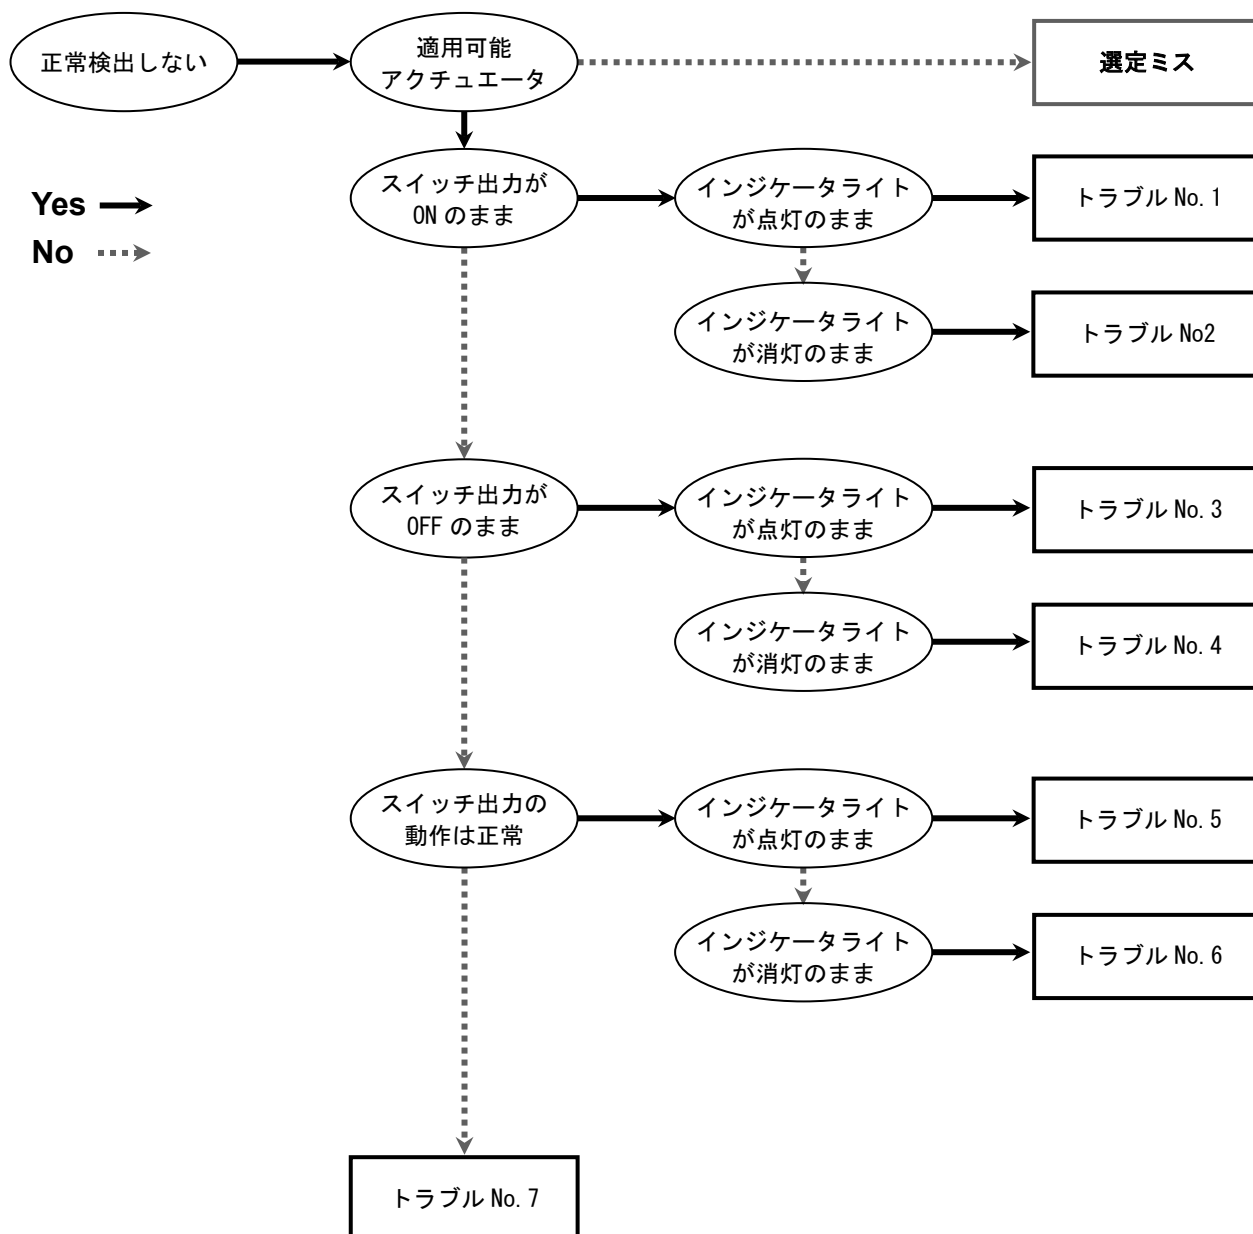 正常検出しない
適用可能
アクチュエータ
選定ミス
Yes
No
スイッチ出力が
ON のまま
インジケータライト
が点灯のまま
トラブル No. 1
インジケータライト
が消灯のまま
トラブル No2
スイッチ出力が
OFF のまま
インジケータライト
が点灯のまま
トラブル No. 3
インジケータライト
が消灯のまま
トラブル No. 4
スイッチ出力の
動作は正常
インジケータライト
が点灯のまま
トラブル No. 5
インジケータライト
が消灯のまま
トラブル No. 6
トラブル No. 7